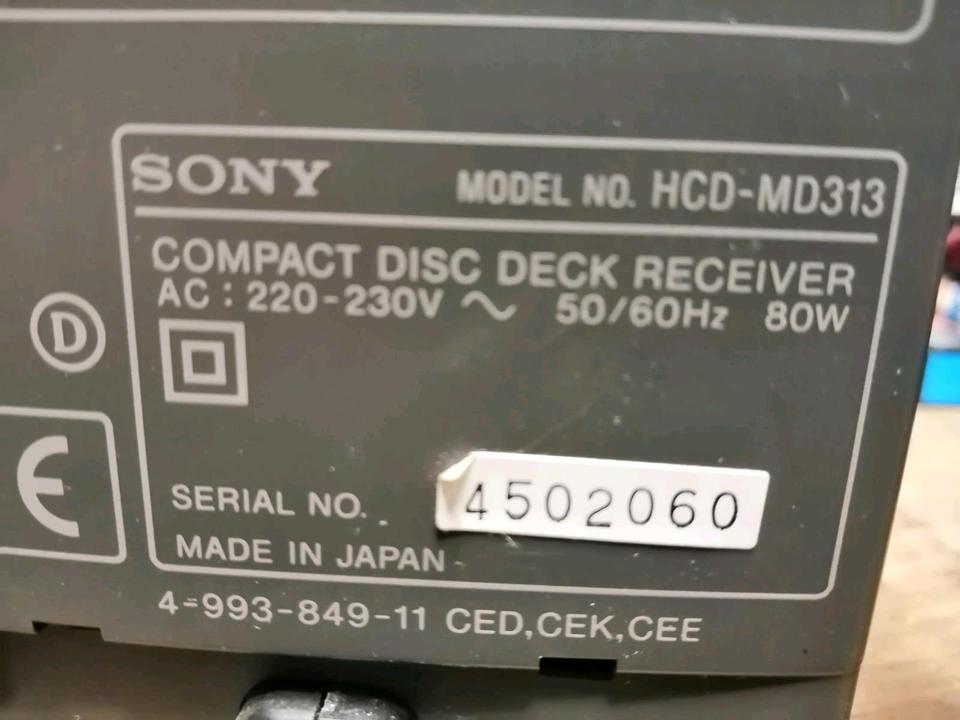 SONY MODEL NO. HCD-MD313
COMPACT DISC DECK RECEIVER
AC : 220-230V ~ 50/60Hz 80W
D
CE
SERIAL NO. 4502060
MADE IN JAPAN
4-993-849-11 CED,CEK,CEE